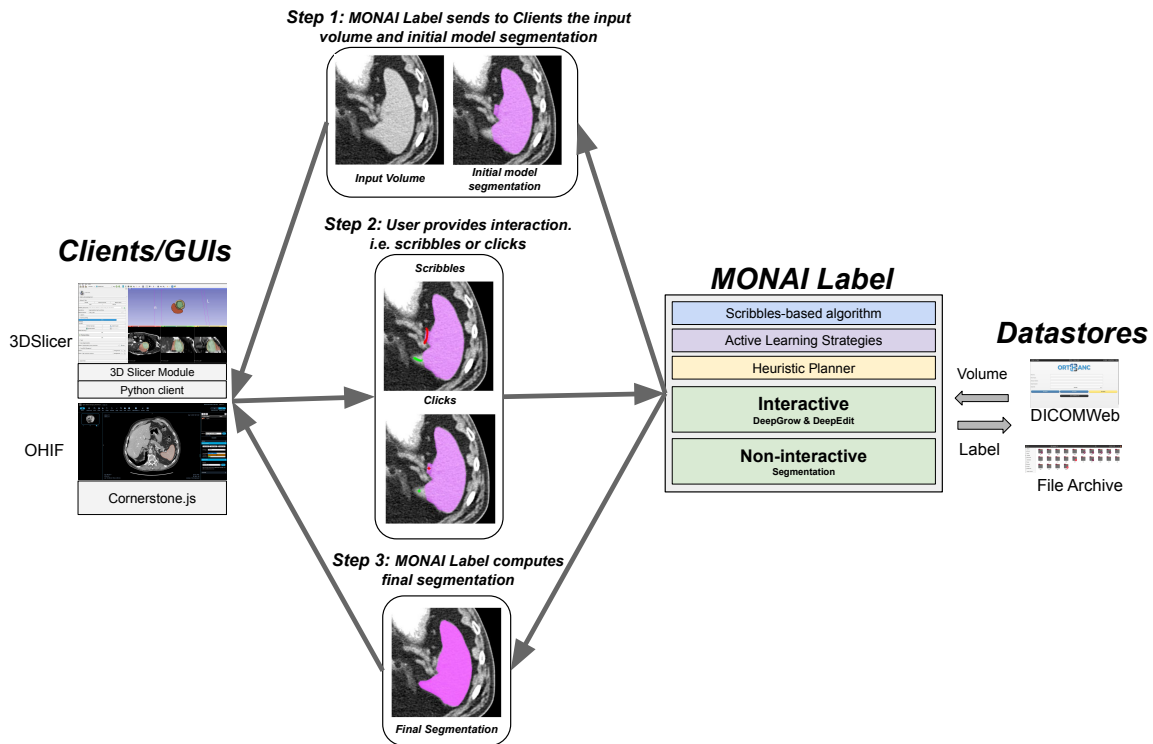 Step 1: MONAI Label sends to Clients the input
volume and initial model segmentation
Input Volume
Initial model
segmentation
Step 2: User provides interaction.
i.e. scribbles or clicks
Scribbles
Clicks
Clients/GUIs
3DSlicer
3D Slicer Module
Python client
OHIF
Cornerstone.js
MONAI Label
Scribbles-based algorithm
Active Learning Strategies
Heuristic Planner
Interactive
DeepGrow & DeepEdit
Non-interactive
Segmentation
Datastores
Volume
Label
ORTHANC
DICOMWeb
File Archive
Step 3: MONAI Label computes
final segmentation
Final Segmentation